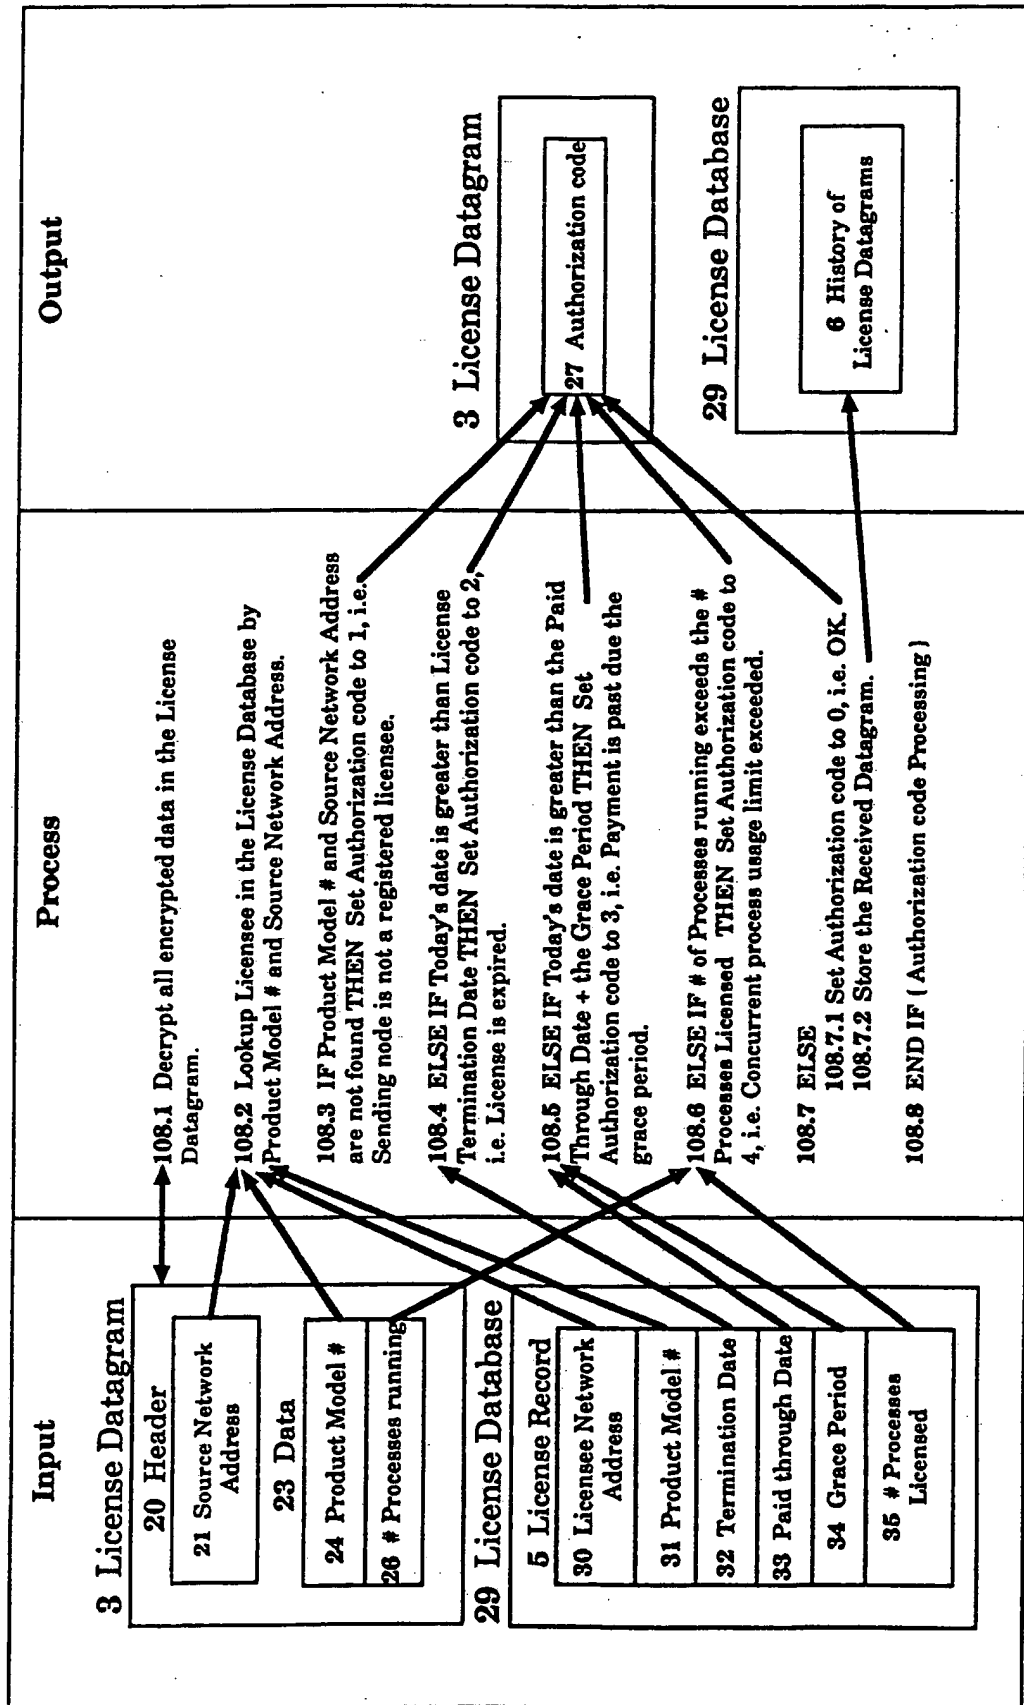 Input
3 License Datagram
20 Header
21 Source Network
Address
23 Data
24 Product Model #
26 # Processes running
29 License Database
5 License Record
30 Licensee Network
Address
31 Product Model #
32 Termination Date
33 Paid through Date
34 Grace Period
35 # Processes
Licensed
Process
108.1 Decrypt all encrypted data in the License
Datagram.
108.2 Lookup Licensee in the License Database by
Product Model # and Source Network Address.
108.3 IF Product Model # and Source Network Address
are not found THEN Set Authorization code to 1, i.e.
Sending node is not a registered licensee.
108.4 ELSE IF Today's date is greater than License
Termination Date THEN Set Authorization code to 2,
i.e. License is expired.
108.5 ELSE IF Today's date is greater than the Paid
Through Date + the Grace Period THEN Set
Authorization code to 3, i.e. Payment is past due the
grace period.
108.6 ELSE IF # of Processes running exceeds the #
Processes Licensed THEN Set Authorization code to
4, i.e. Concurrent process usage limit exceeded.
108.7 ELSE
108.7.1 Set Authorization code to 0, i.e. OK.
108.7.2 Store the Received Datagram.
108.8 END IF ( Authorization code Processing )
Output
3 License Datagram
27 Authorization code
29 License Database
6 History of
License Datagrams